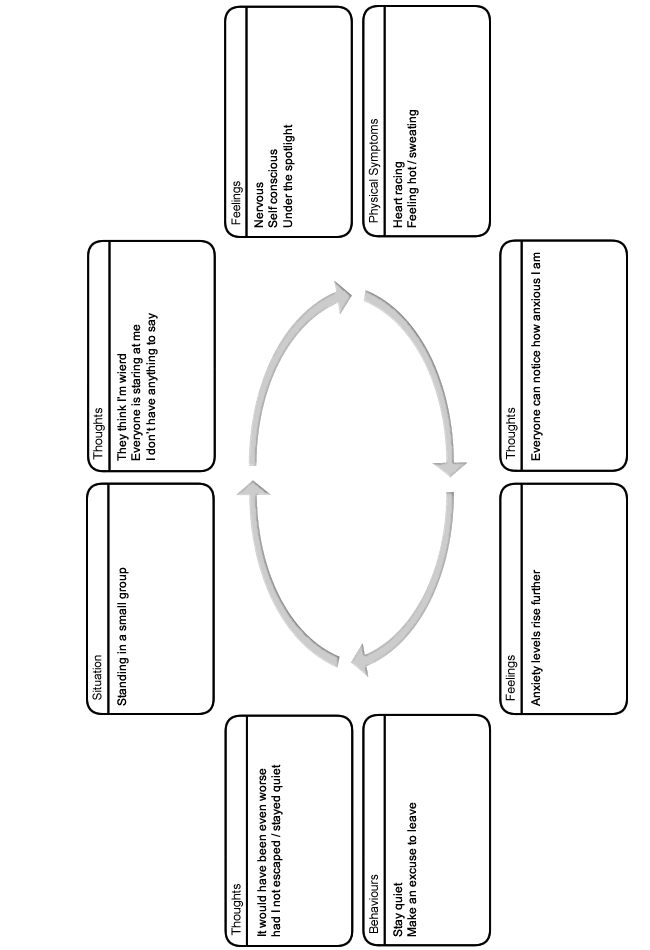 Situation
Standing in a small group
Thoughts
They think I'm wierd
Everyone is staring at me
I don't have anything to say
Feelings
Nervous
Self conscious
Under the spotlight
Physical Symptoms
Heart racing
Feeling hot / sweating
Thoughts
Everyone can notice how anxious I am
Feelings
Anxiety levels rise further
Behaviours
Stay quiet
Make an excuse to leave
Thoughts
It would have been even worse
had I not escaped / stayed quiet